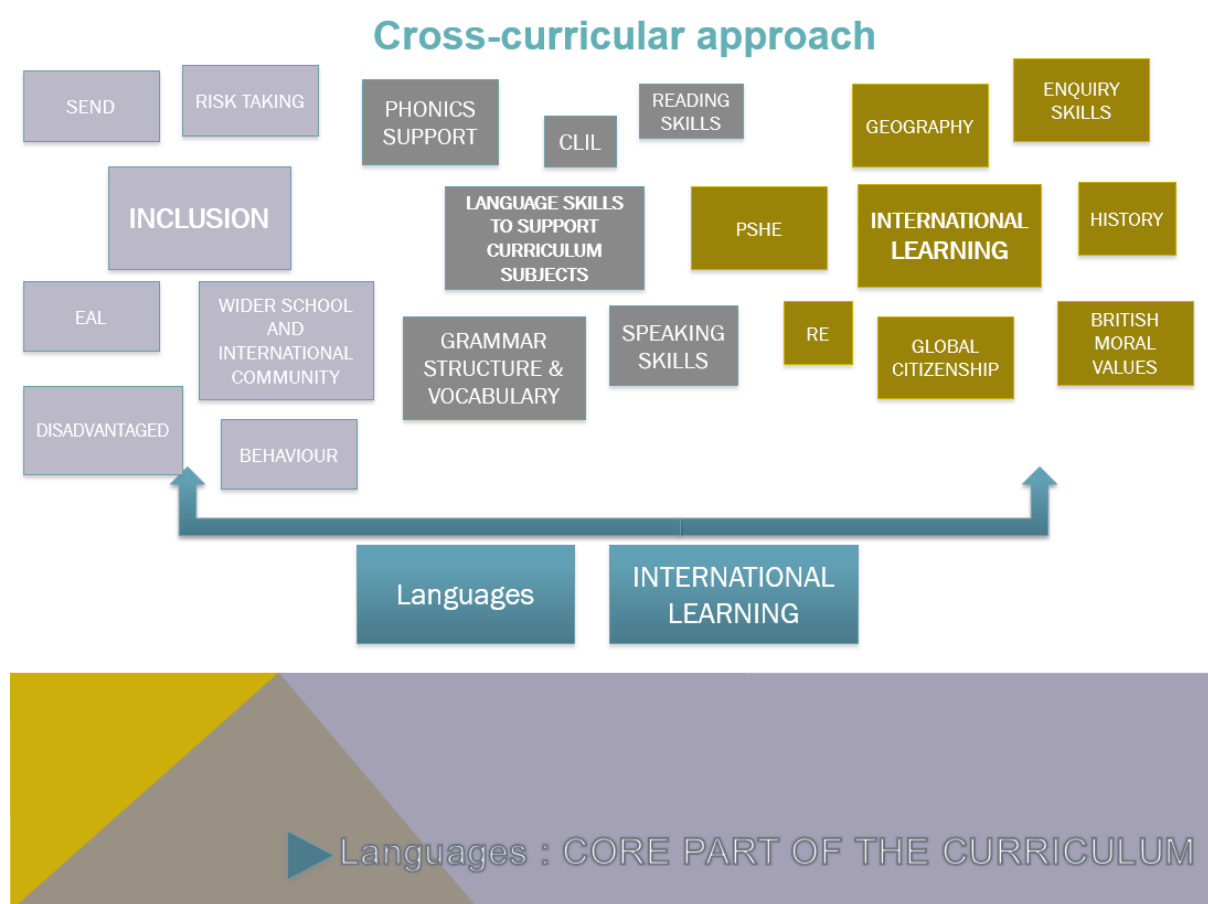 Cross-curricular approach
SEND
RISK TAKING
INCLUSION
EAL
WIDER SCHOOL
AND
INTERNATIONAL
COMMUNITY
DISADVANTAGED
BEHAVIOUR
PHONICS
SUPPORT
CLIL
READING
SKILLS
LANGUAGE SKILLS
TO SUPPORT
CURRICULUM
SUBJECTS
GRAMMAR
STRUCTURE &
VOCABULARY
SPEAKING
SKILLS
GEOGRAPHY
ENQUIRY
SKILLS
PSHE
INTERNATIONAL
LEARNING
HISTORY
RE
GLOBAL
CITIZENSHIP
BRITISH
MORAL
VALUES
Languages
INTERNATIONAL
LEARNING
Languages : CORE PART OF THE CURRICULUM